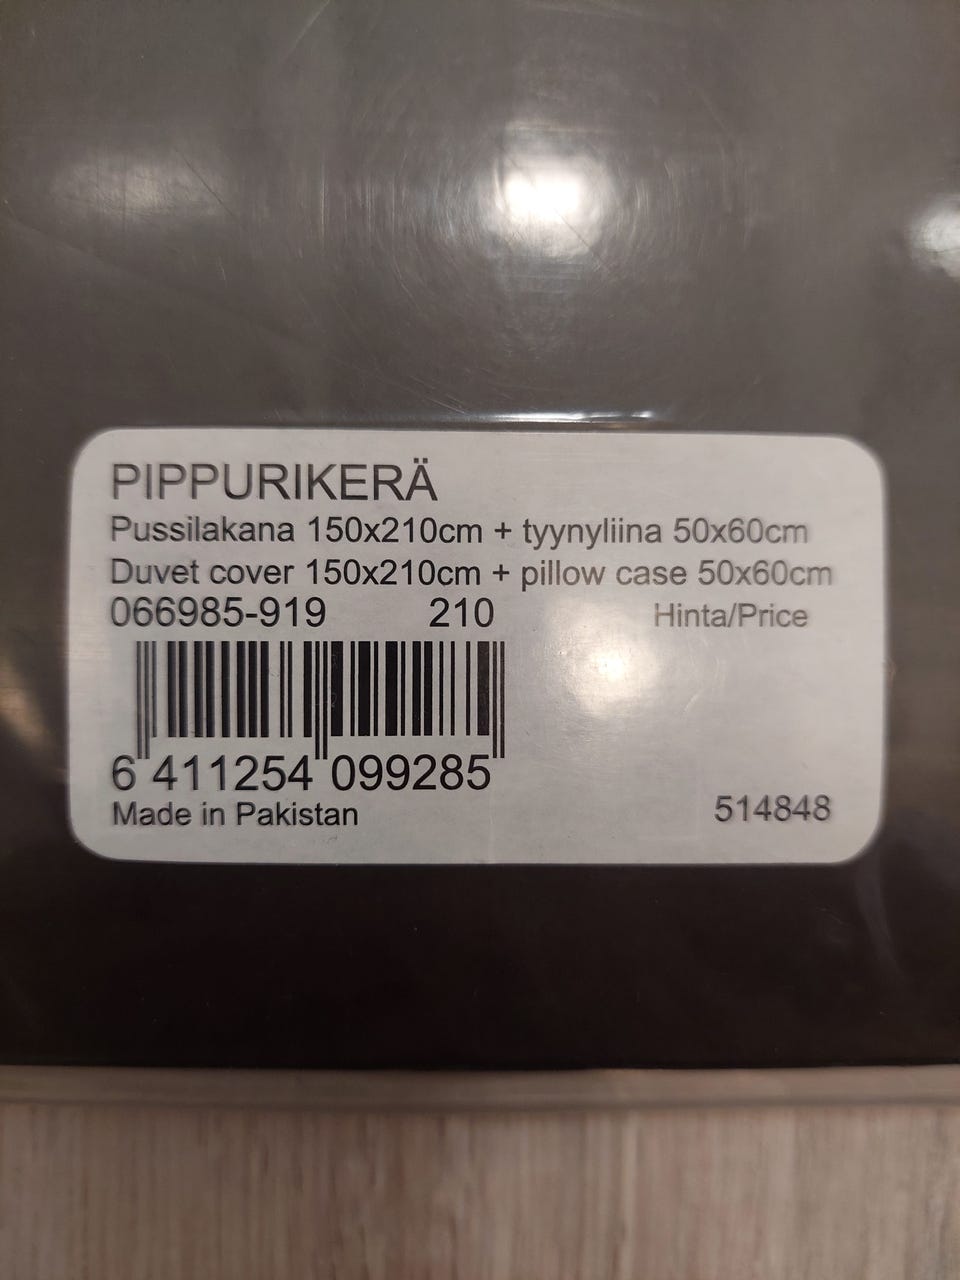 PIPPURIKERÄ
Pussilakana 150x210cm + tyynyliina 50x60cm
Duvet cover 150x210cm + pillow case 50x60cm
066985-919 210 Hinta/Price
6 411254 099285
Made in Pakistan 514848